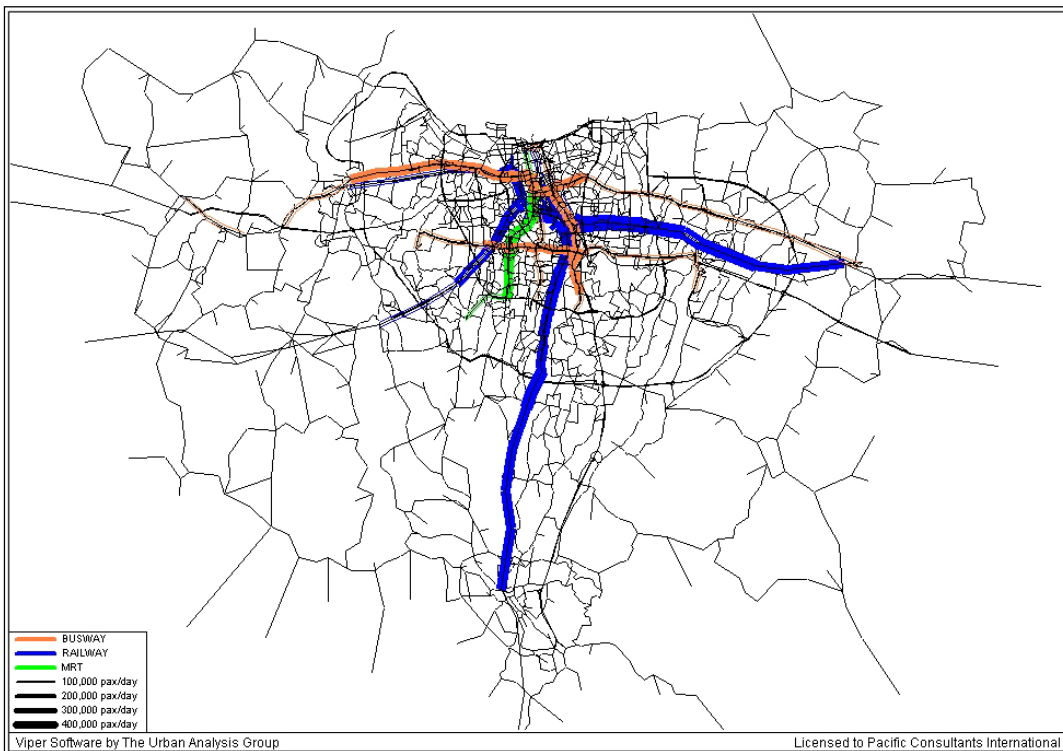 BUSWAY
RAILWAY
MRT
100,000 pax/day
200,000 pax/day
300,000 pax/day
400,000 pax/day
Viper Software by The Urban Analysis Group
Licensed to Pacific Consultants International